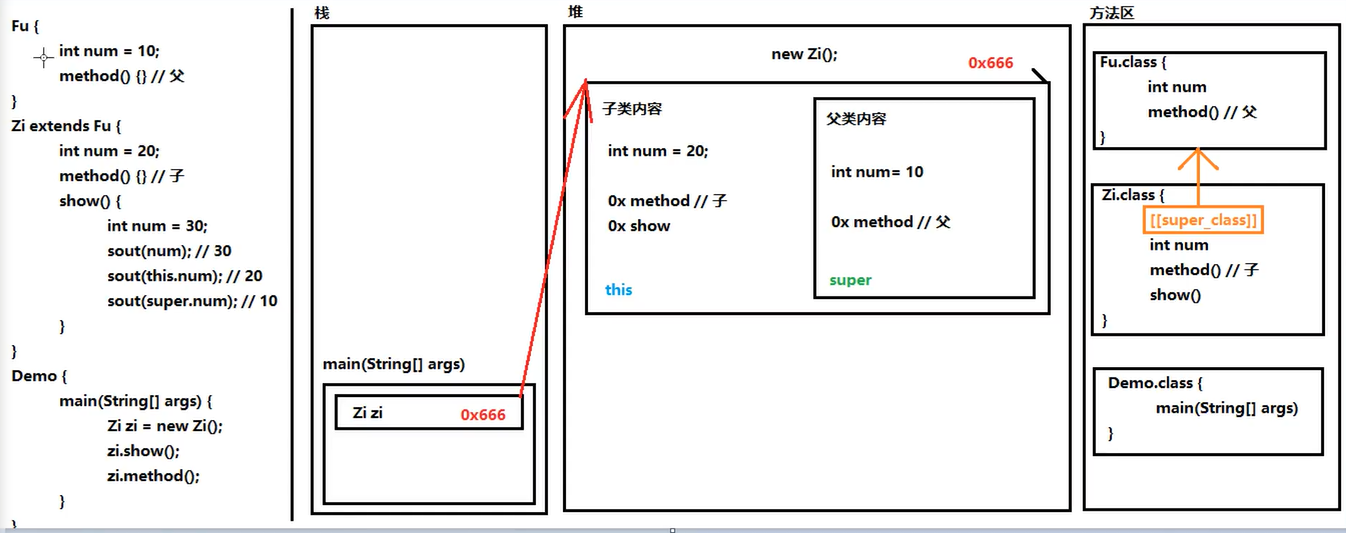 Fu {
int num = 10;
method() {} // 父
}
Zi extends Fu {
int num = 20;
method() {} // 子
show() {
int num = 30;
sout(num); // 30
sout(this.num); // 20
sout(super.num); // 10
}
}
Demo {
main(String[] args) {
Zi zi = new Zi();
zi.show();
zi.method();
}
}
栈
main(String[] args)
Zi zi 0x666
堆
new Zi();
0x666
子类内容
int num = 20;
0x method // 子
0x show
this
父类内容
int num= 10
0x method // 父
super
方法区
Fu.class {
int num
method() // 父
}
Zi.class {
[[super_class]]
int num
method() // 子
show()
}
Demo.class {
main(String[] args)
}